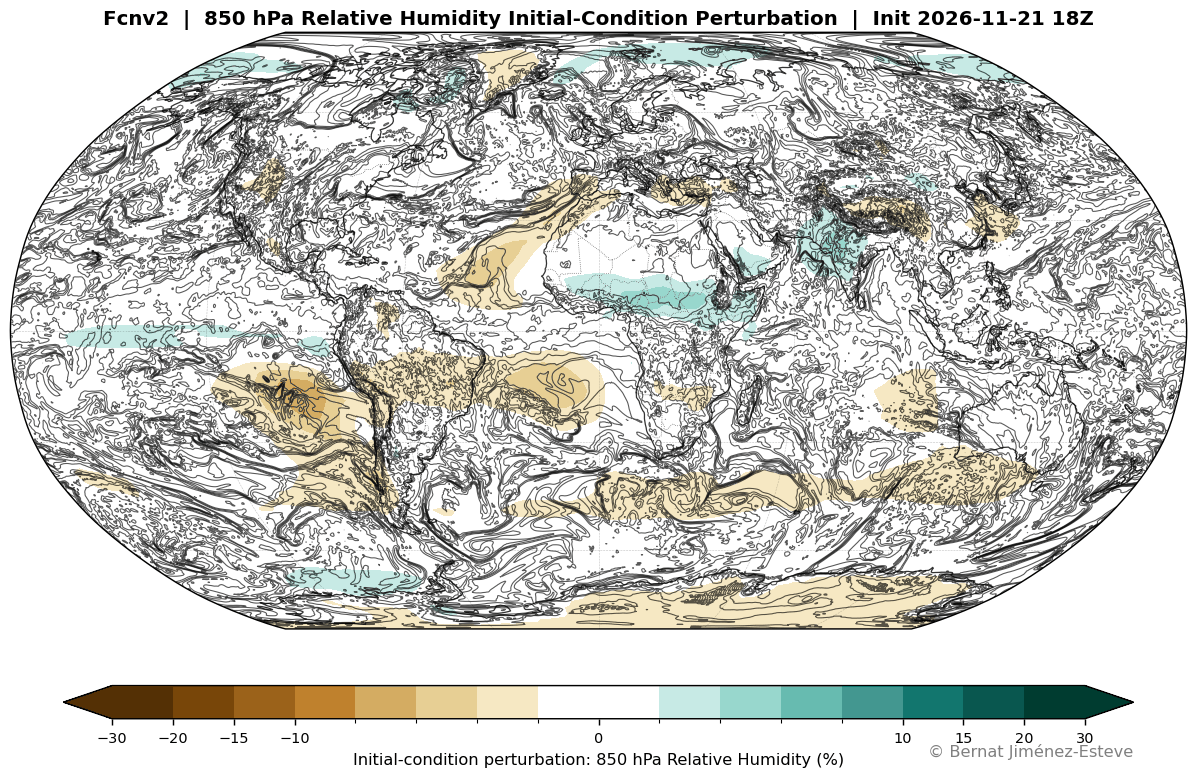 Fcnv2  |  850 hPa Relative Humidity Initial-Condition Perturbation  |  Init 2026-11-21 18Z
−30 −20 −15 −10 0 10 15 20 30
Initial-condition perturbation: 850 hPa Relative Humidity (%)
© Bernat Jiménez-Esteve